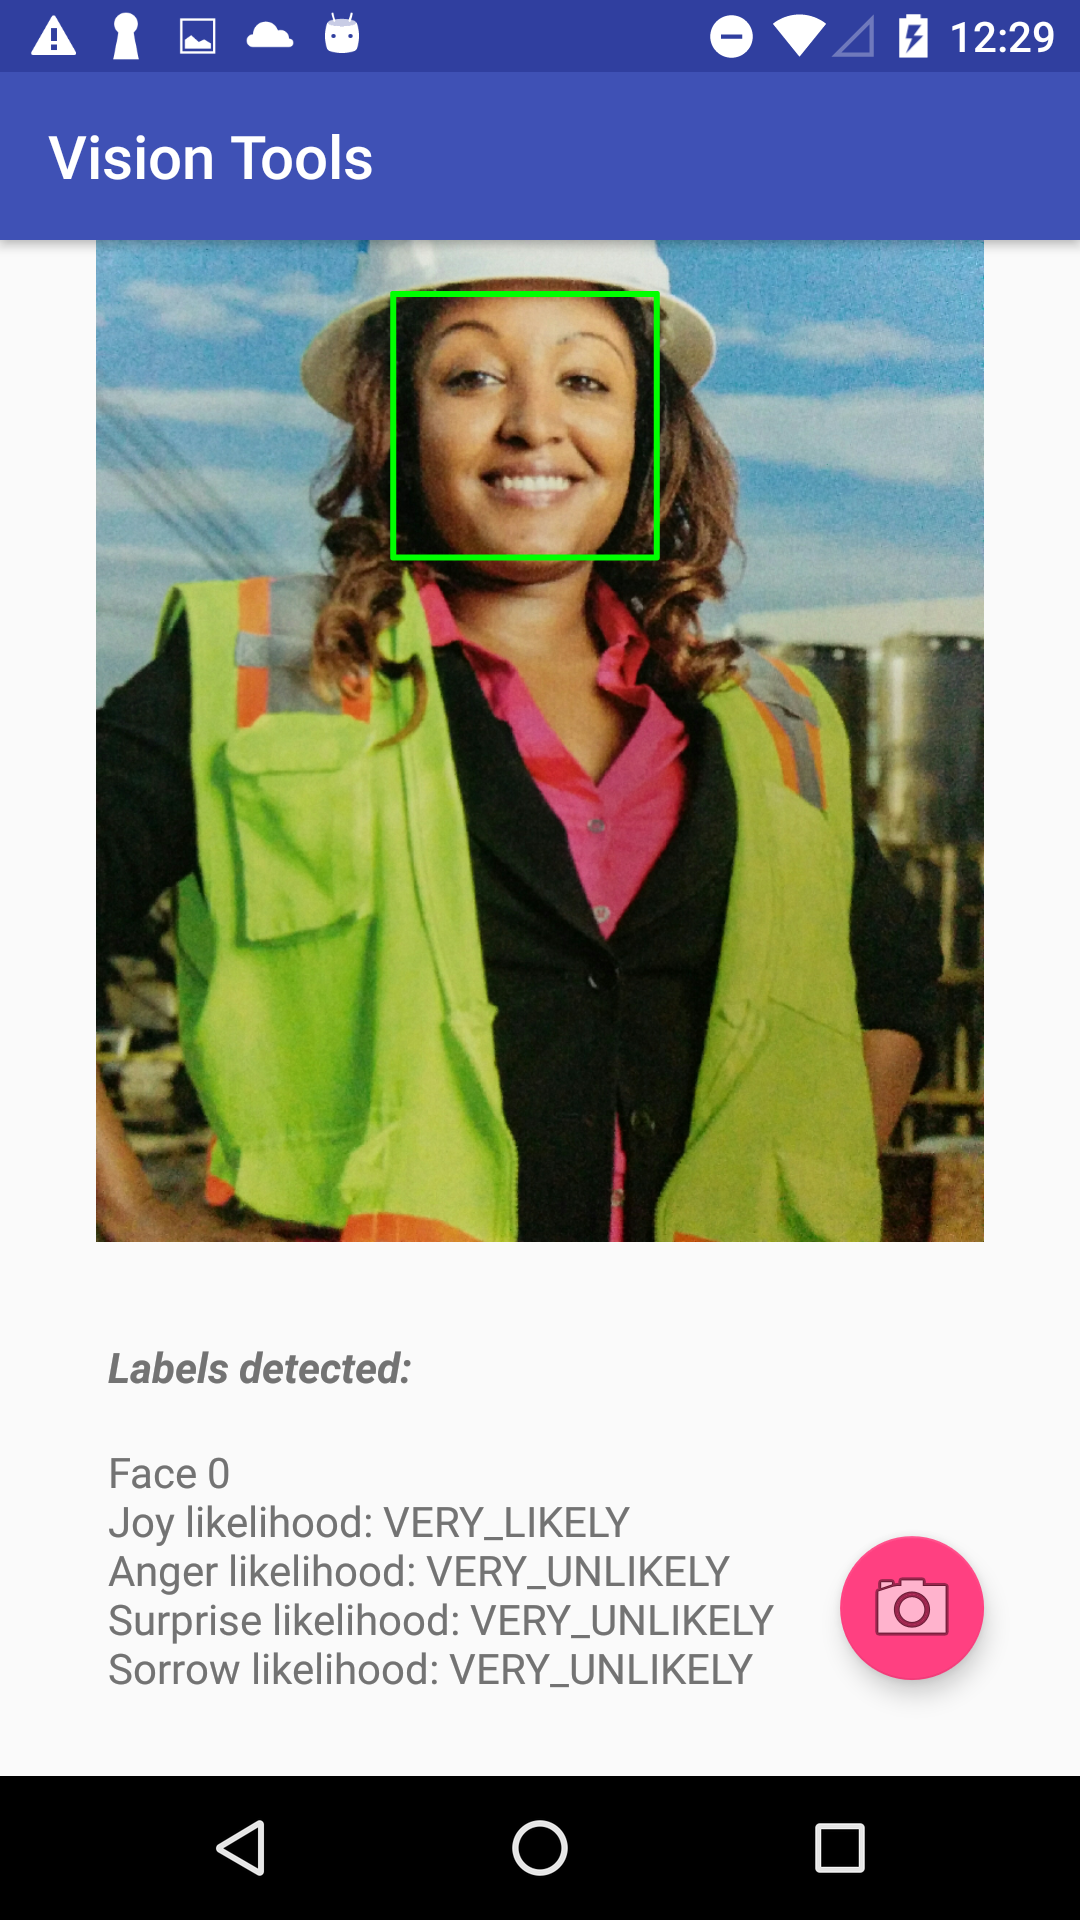 12:29
Vision Tools
Labels detected:
Face 0
Joy likelihood: VERY_LIKELY
Anger likelihood: VERY_UNLIKELY
Surprise likelihood: VERY_UNLIKELY
Sorrow likelihood: VERY_UNLIKELY